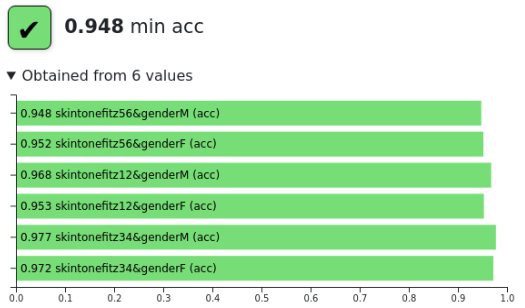 ✔ 0.948 min acc
▼ Obtained from 6 values
0.948 skintonefitz56&genderM (acc)
0.952 skintonefitz56&genderF (acc)
0.968 skintonefitz12&genderM (acc)
0.953 skintonefitz12&genderF (acc)
0.977 skintonefitz34&genderM (acc)
0.972 skintonefitz34&genderF (acc)
0.0 0.1 0.2 0.3 0.4 0.5 0.6 0.7 0.8 0.9 1.0